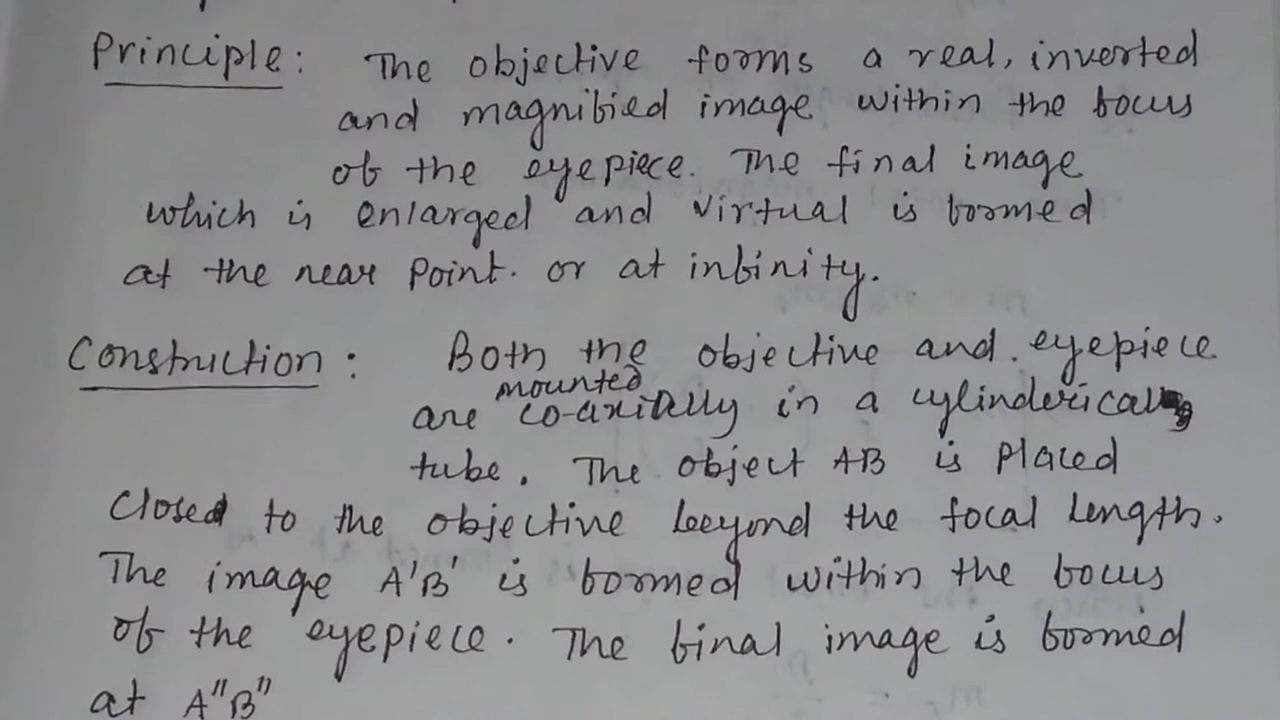 Principle: The objective forms a real, inverted
and magnified image within the focus
of the eyepiece. The final image
which is enlarged and virtual is formed
at the near point. or at infinity.
Construction: Both the objective and eyepiece
mounted
are co-axially in a cylinderical
tube. The object AB is placed
Closed to the objective beeyond the focal length.
The image A'B' is formed within the focus
of the eyepiece. The final image is formed
at A"B"